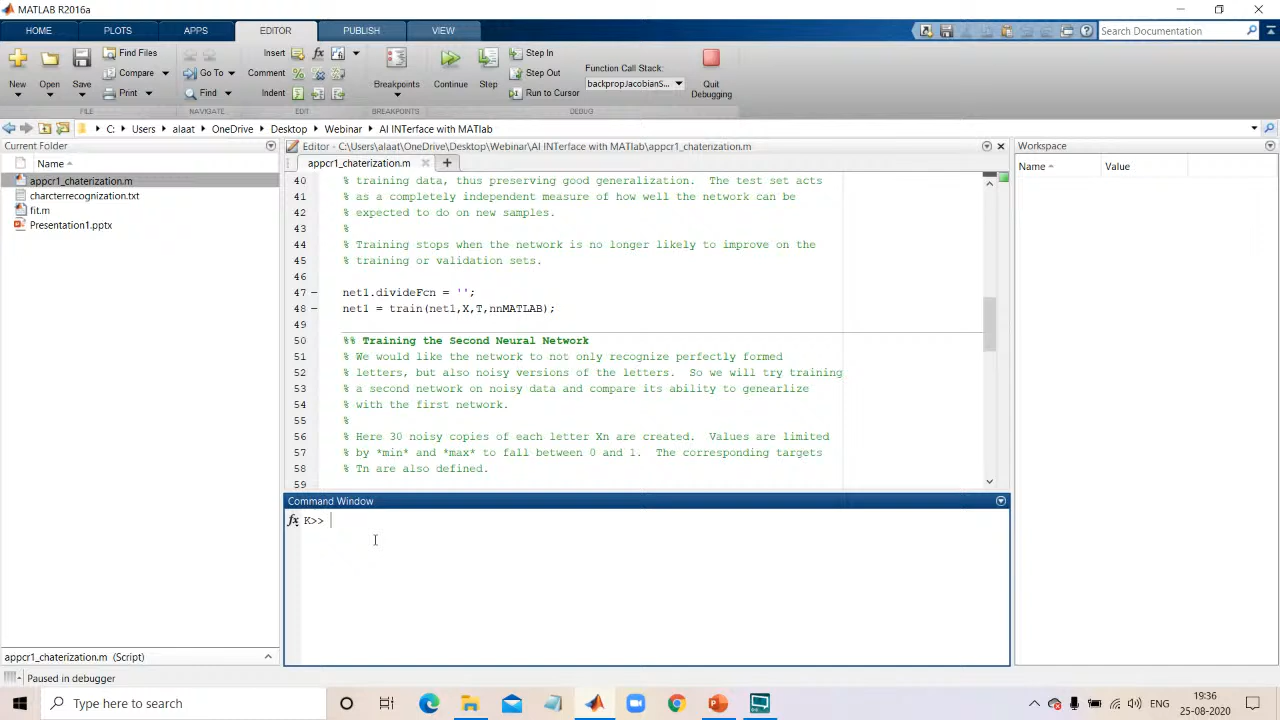 MATLAB R2016a
HOME PLOTS APPS EDITOR PUBLISH VIEW Search Documentation
New Open Save Find Files Compare Print Go To Find Insert Comment Indent Breakpoints Continue Step Step In Step Out Run to Cursor Function Call Stack: backpropJacobianS... Quit Debugging
FILE NAVIGATE EDIT BREAKPOINTS DEBUG
C: Users alaat OneDrive Desktop Webinar AI INTerface with MATlab
Current Folder
Name
appcr1_chaterization.m
charcterrecognization.txt
fit.m
Presentation1.pptx
appcr1_chaterization.m (Script)
Editor - C:\Users\alaat\OneDrive\Desktop\Webinar\AI INTerface with MATlab\appcr1_chaterization.m
appcr1_chaterization.m
40 % training data, thus preserving good generalization. The test set acts
41 % as a completely independent measure of how well the network can be
42 % expected to do on new samples.
43 %
44 % Training stops when the network is no longer likely to improve on the
45 % training or validation sets.
46
47 – net1.divideFcn = '';
48 – net1 = train(net1,X,T,nnMATLAB);
49
50 %% Training the Second Neural Network
51 % We would like the network to not only recognize perfectly formed
52 % letters, but also noisy versions of the letters. So we will try training
53 % a second network on noisy data and compare its ability to genearlize
54 % with the first network.
55 %
56 % Here 30 noisy copies of each letter Xn are created. Values are limited
57 % by *min* and *max* to fall between 0 and 1. The corresponding targets
58 % Tn are also defined.
59
Command Window
fx K>>
Workspace
Name Value
Paused in debugger
Type here to search
ENG
19:36
25-08-2020